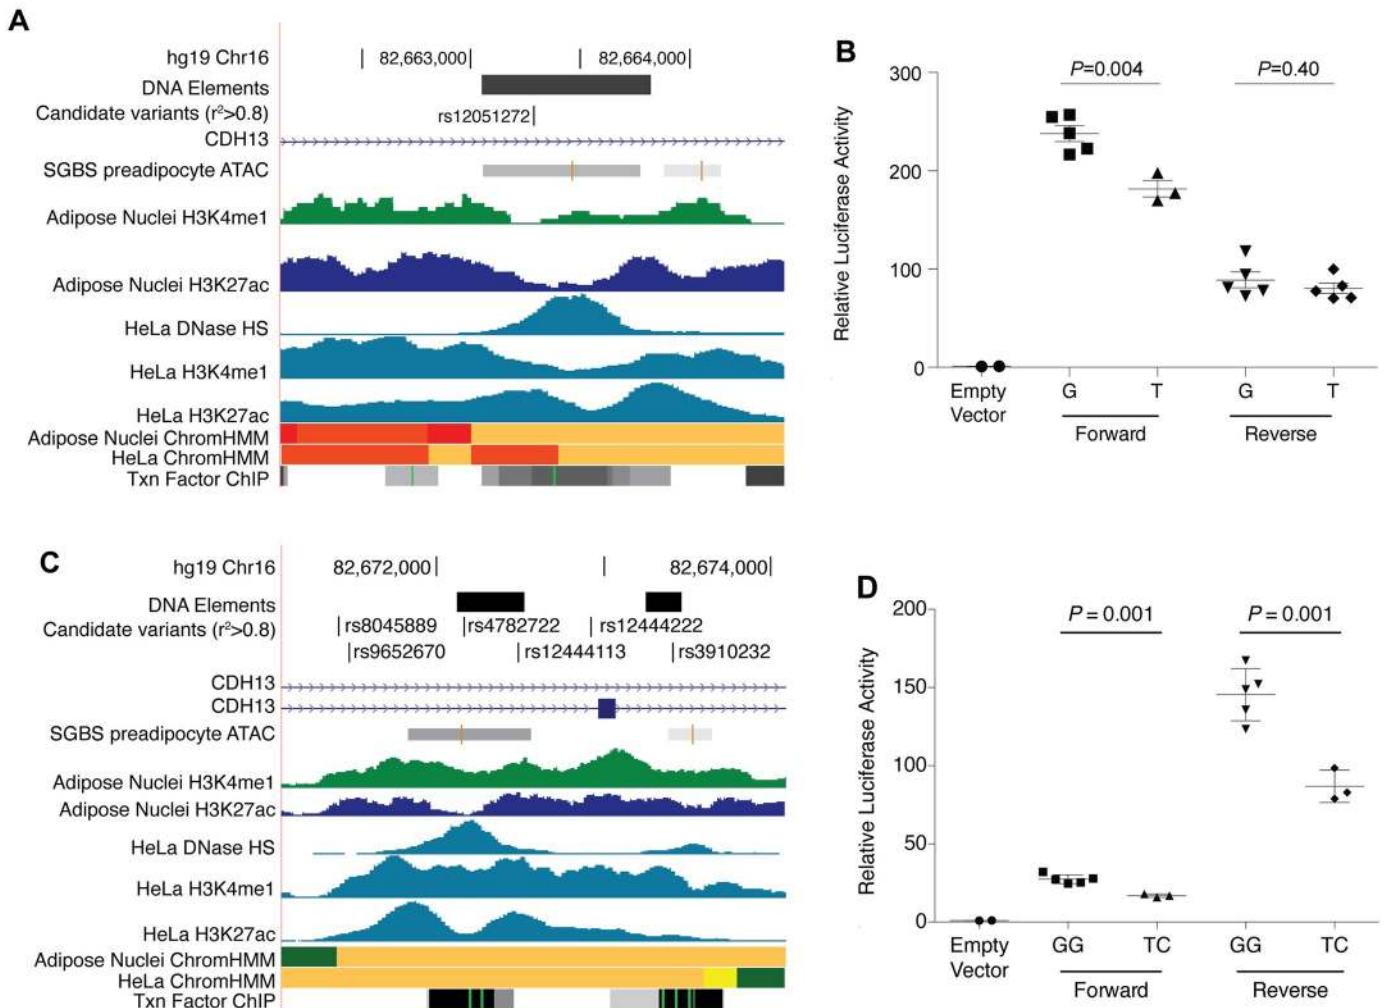 A
hg19 Chr16
82,663,000
82,664,000
DNA Elements
Candidate variants (r²>0.8)
rs12051272
CDH13
SGBS preadipocyte ATAC
Adipose Nuclei H3K4me1
Adipose Nuclei H3K27ac
HeLa DNase HS
HeLa H3K4me1
HeLa H3K27ac
Adipose Nuclei ChromHMM
HeLa ChromHMM
Txn Factor ChIP
B
P=0.004
P=0.40
Relative Luciferase Activity
300
200
100
0
Empty Vector
G
T
G
T
Forward
Reverse
C
hg19 Chr16
82,672,000
82,674,000
DNA Elements
Candidate variants (r²>0.8)
rs8045889
rs4782722
rs12444222
rs9652670
rs12444113
rs3910232
CDH13
CDH13
SGBS preadipocyte ATAC
Adipose Nuclei H3K4me1
Adipose Nuclei H3K27ac
HeLa DNase HS
HeLa H3K4me1
HeLa H3K27ac
Adipose Nuclei ChromHMM
HeLa ChromHMM
Txn Factor ChIP
D
P = 0.001
P = 0.001
Relative Luciferase Activity
200
150
100
50
0
Empty Vector
GG
TC
GG
TC
Forward
Reverse